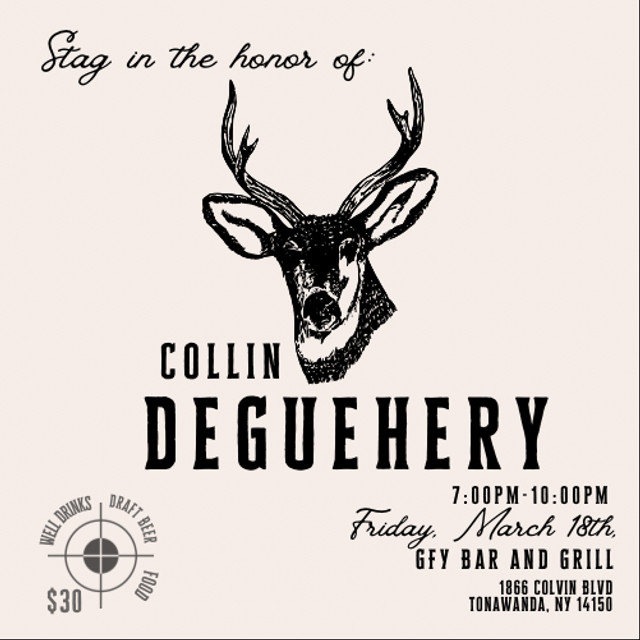 Stag in the honor of:
COLLIN
DEGUEHERY
7:00PM-10:00PM
Friday, March 18th,
GFY BAR AND GRILL
1866 COLVIN BLVD
TONAWANDA, NY 14150
WELL DRINKS DRAFT BEER FOOD
$30